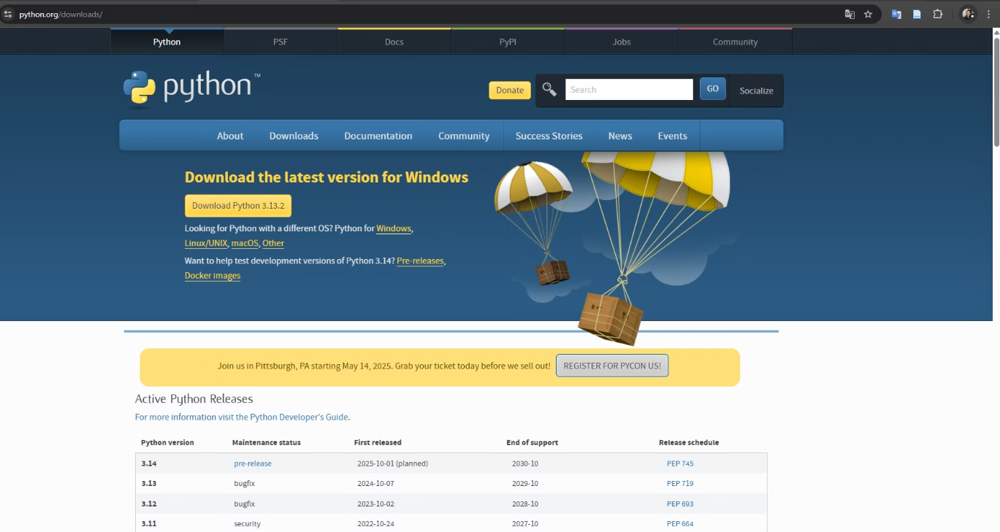 python.org/downloads/
Python PSF Docs PyPI Jobs Community
python™
Donate Search GO Socialize
About Downloads Documentation Community Success Stories News Events
Download the latest version for Windows
Download Python 3.13.2
Looking for Python with a different OS? Python for Windows,
Linux/UNIX, macOS, Other
Want to help test development versions of Python 3.14? Pre-releases,
Docker images
Join us in Pittsburgh, PA starting May 14, 2025. Grab your ticket today before we sell out! REGISTER FOR PYCON US!
Active Python Releases
For more information visit the Python Developer's Guide.
Python version Maintenance status First released End of support Release schedule
3.14 pre-release 2025-10-01 (planned) 2030-10 PEP 745
3.13 bugfix 2024-10-07 2029-10 PEP 719
3.12 bugfix 2023-10-02 2028-10 PEP 693
3.11 security 2022-10-24 2027-10 PEP 664